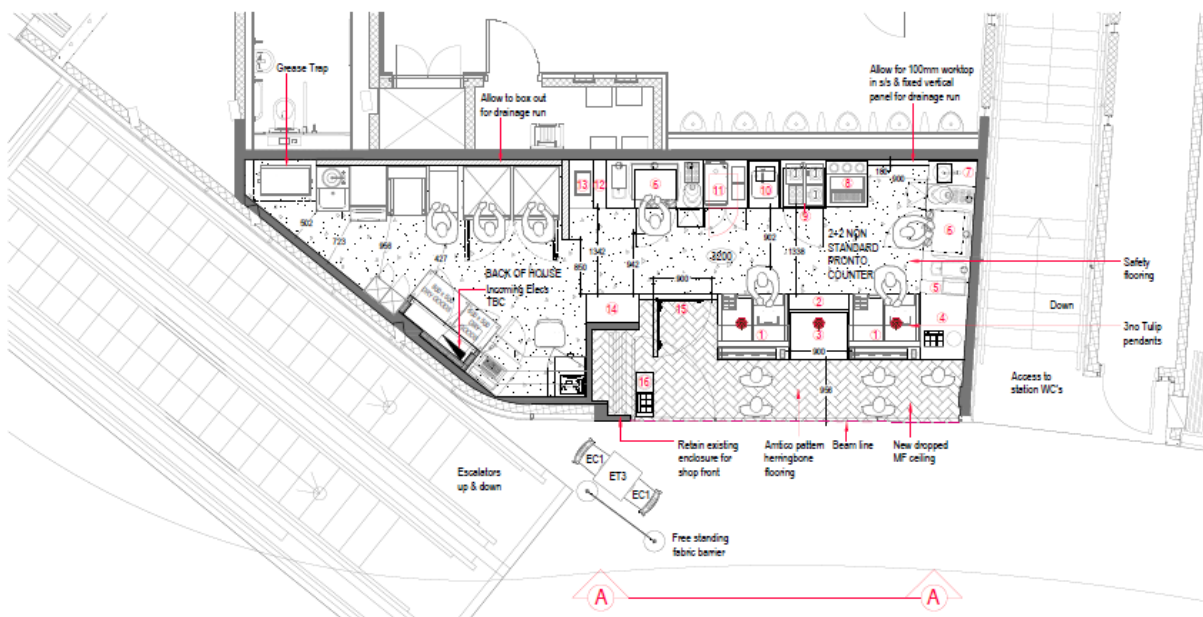 Grease Trap
Allow to box out
for drainage run
Allow for 100mm worktop
in s/s & fixed vertical
panel for drainage run
13
12
6
11
10
9
8
7
180
900
6
5
4
502
723
956
427
850
1342
942
900
3200
902
1338
2+2 NON
STANDARD
PRONTO
COUNTER
BACK OF HOUSE
Incoming Elecs
TBC
14
15
16
1
2
3
1
900
956
Safety
flooring
Down
3no Tulip
pendants
Access to
station WC's
Retain existing
enclosure for
shop front
Amtico pattern
herringbone
flooring
Beam line
New dropped
MF ceiling
Escalators
up & down
EC1
ET3
EC1
Free standing
fabric barrier
A
A